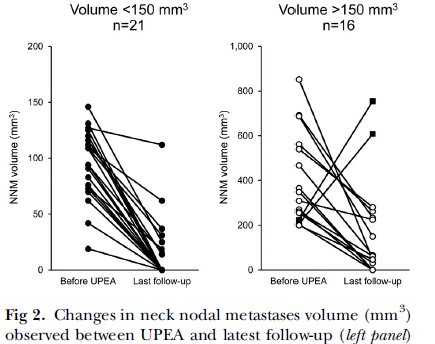 Volume <150 mm³
n=21
Volume >150 mm³
n=16
NNM volume (mm³)
200
150
100
50
0
Before UPEA
Last follow-up
NNM volume (mm³)
1,000
800
600
400
200
0
Before UPEA
Last follow-up
Fig 2. Changes in neck nodal metastases volume (mm³)
observed between UPEA and latest follow-up (left panel)